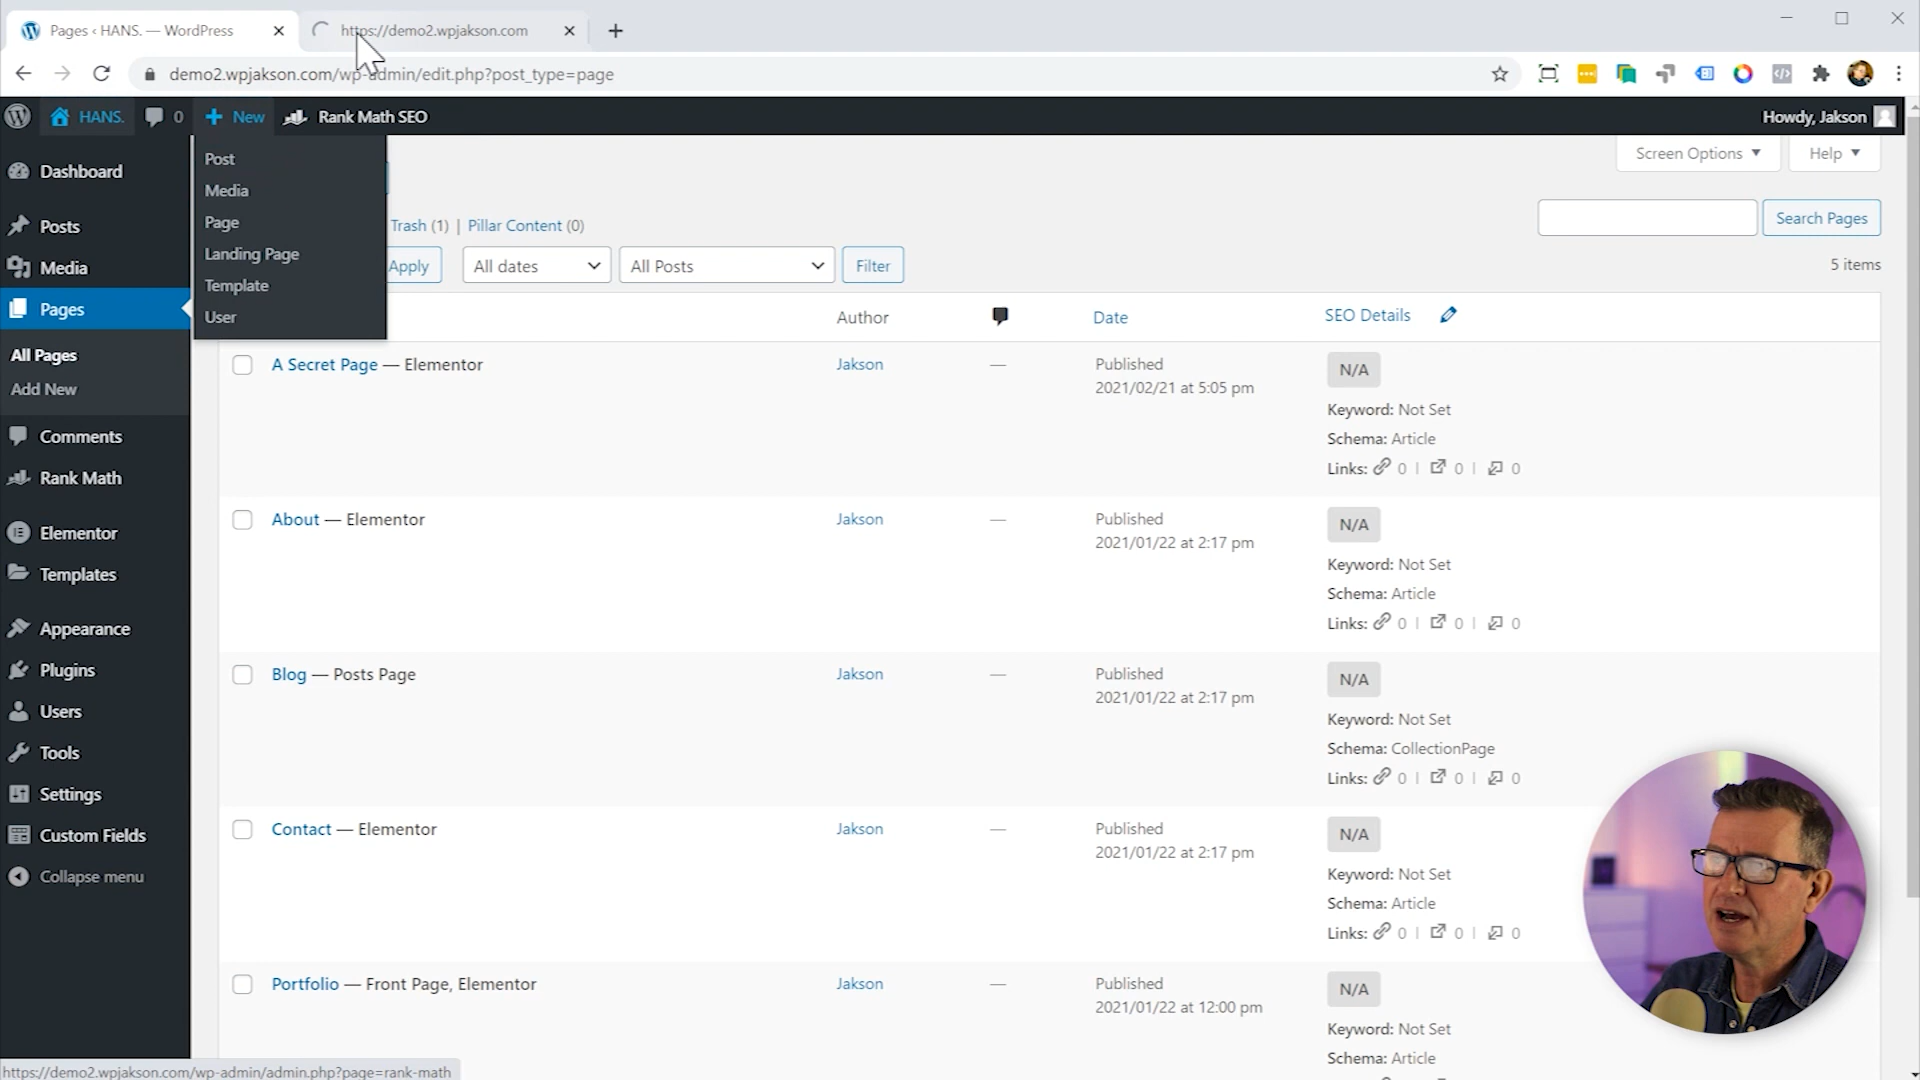 Pages ‹ HANS. — WordPress
https://demo2.wpjakson.com
demo2.wpjakson.com/wp-admin/edit.php?post_type=page
HANS.
0
New
Rank Math SEO
Howdy, Jakson
Post
Media
Page
Landing Page
Template
User
Screen Options
Help
Dashboard
Posts
Media
Pages
All Pages
Add New
Comments
Rank Math
Elementor
Templates
Appearance
Plugins
Users
Tools
Settings
Custom Fields
Collapse menu
Trash (1) | Pillar Content (0)
Search Pages
Apply
All dates
All Posts
Filter
5 items
Author
Date
SEO Details
A Secret Page — Elementor
Jakson
—
Published
2021/02/21 at 5:05 pm
N/A
Keyword: Not Set
Schema: Article
Links: 0 | 0 | 0
About — Elementor
Jakson
—
Published
2021/01/22 at 2:17 pm
N/A
Keyword: Not Set
Schema: Article
Links: 0 | 0 | 0
Blog — Posts Page
Jakson
—
Published
2021/01/22 at 2:17 pm
N/A
Keyword: Not Set
Schema: CollectionPage
Links: 0 | 0 | 0
Contact — Elementor
Jakson
—
Published
2021/01/22 at 2:17 pm
N/A
Keyword: Not Set
Schema: Article
Links: 0 | 0 | 0
Portfolio — Front Page, Elementor
Jakson
—
Published
2021/01/22 at 12:00 pm
N/A
Keyword: Not Set
Schema: Article
https://demo2.wpjakson.com/wp-admin/admin.php?page=rank-math